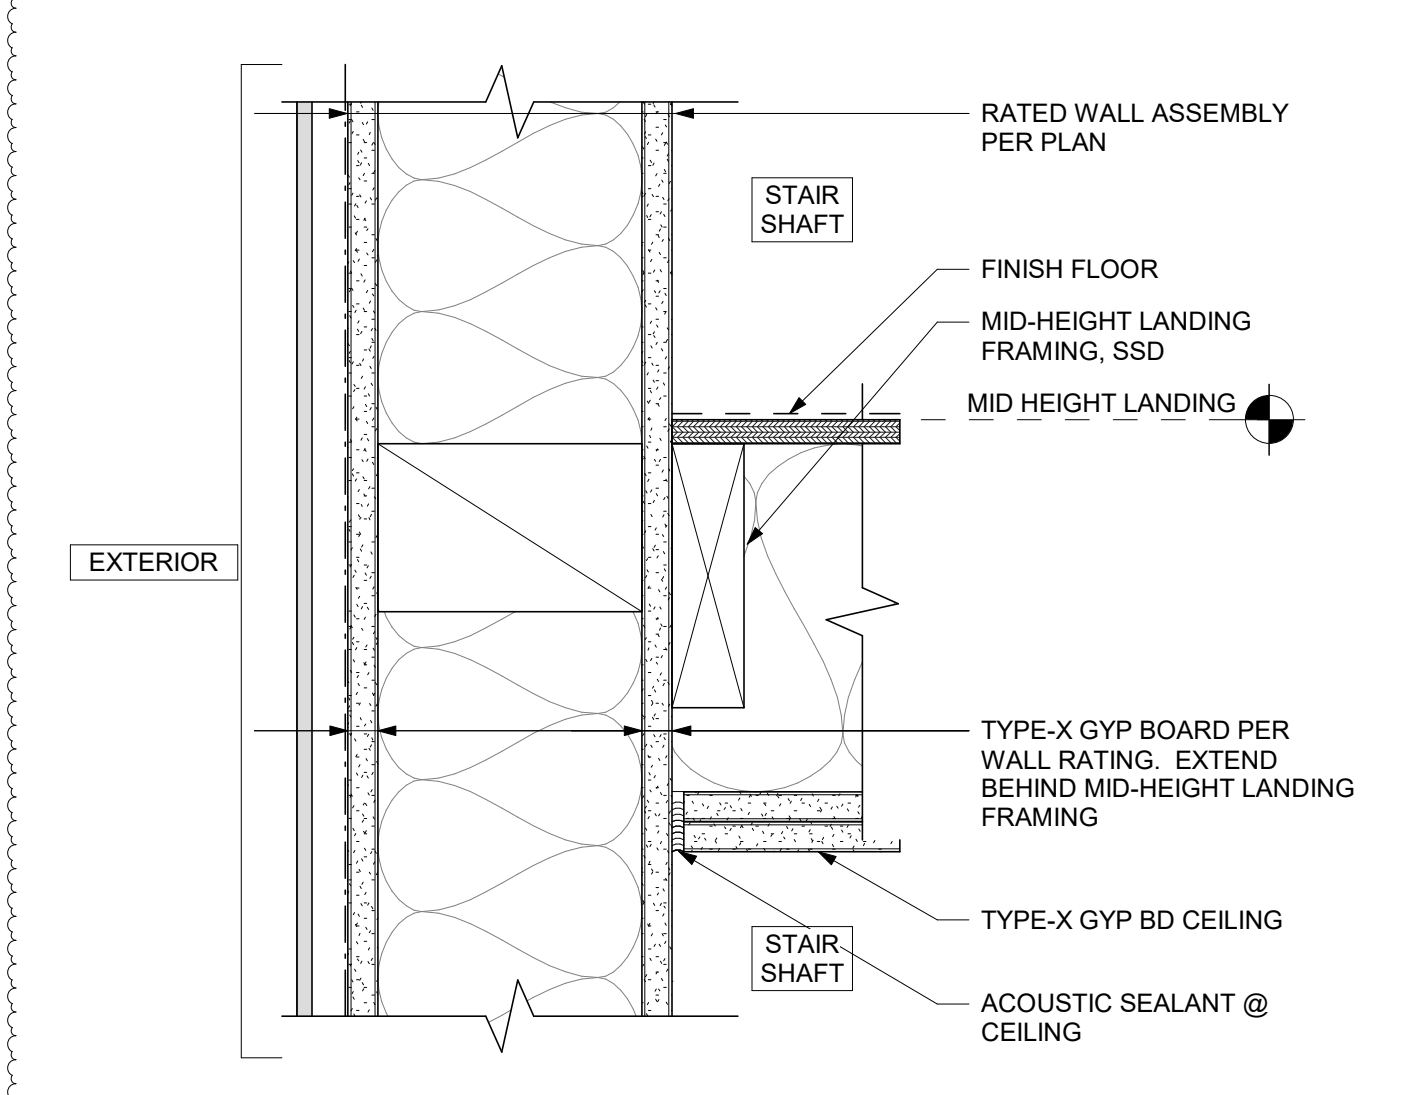 RATED WALL ASSEMBLY
PER PLAN
STAIR
SHAFT
FINISH FLOOR
MID-HEIGHT LANDING
FRAMING, SSD
MID HEIGHT LANDING
EXTERIOR
TYPE-X GYP BOARD PER
WALL RATING.  EXTEND
BEHIND MID-HEIGHT LANDING
FRAMING
TYPE-X GYP BD CEILING
STAIR
SHAFT
ACOUSTIC SEALANT @
CEILING